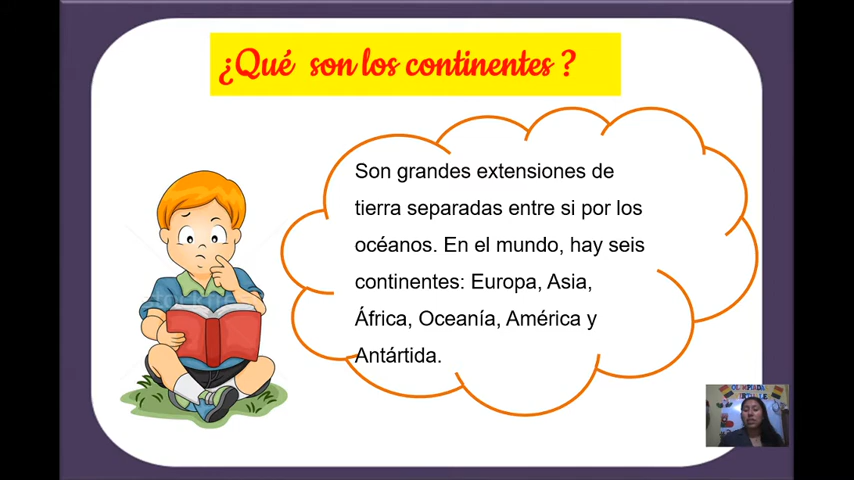 ¿Qué son los continentes ?
Son grandes extensiones de
tierra separadas entre si por los
océanos. En el mundo, hay seis
continentes: Europa, Asia,
África, Oceanía, América y
Antártida.
OLIMPIADA